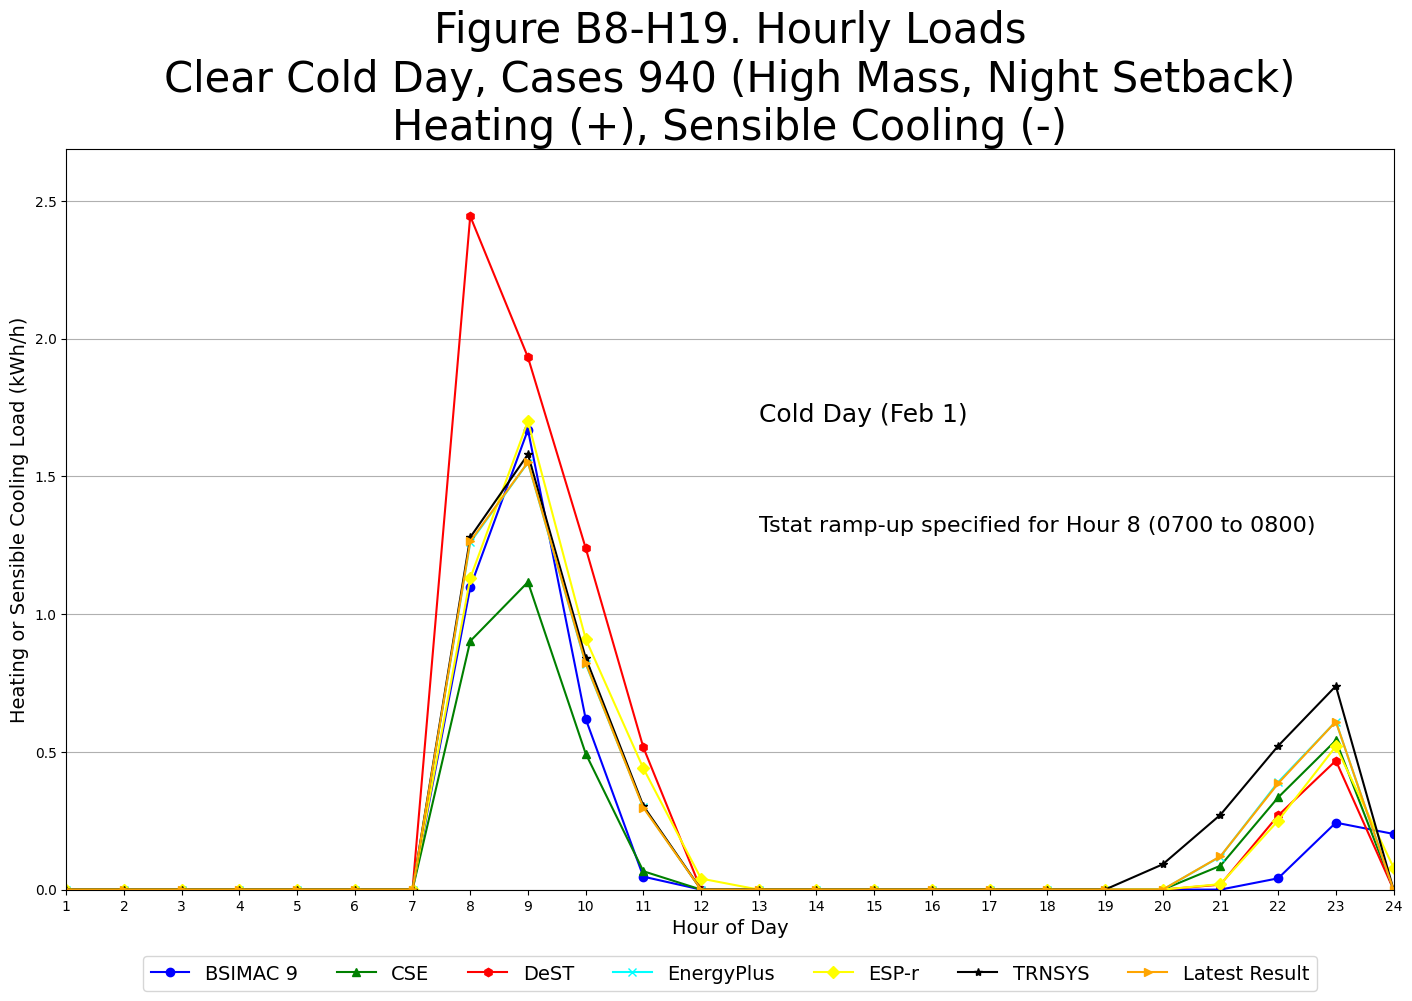 Figure B8-H19. Hourly Loads
Clear Cold Day, Cases 940 (High Mass, Night Setback)
Heating (+), Sensible Cooling (-)
Heating or Sensible Cooling Load (kWh/h)
2.5
2.0
1.5
1.0
0.5
0.0
Cold Day (Feb 1)
Tstat ramp-up specified for Hour 8 (0700 to 0800)
1 2 3 4 5 6 7 8 9 10 11 12 13 14 15 16 17 18 19 20 21 22 23 24
Hour of Day
BSIMAC 9 CSE DeST EnergyPlus ESP-r TRNSYS Latest Result